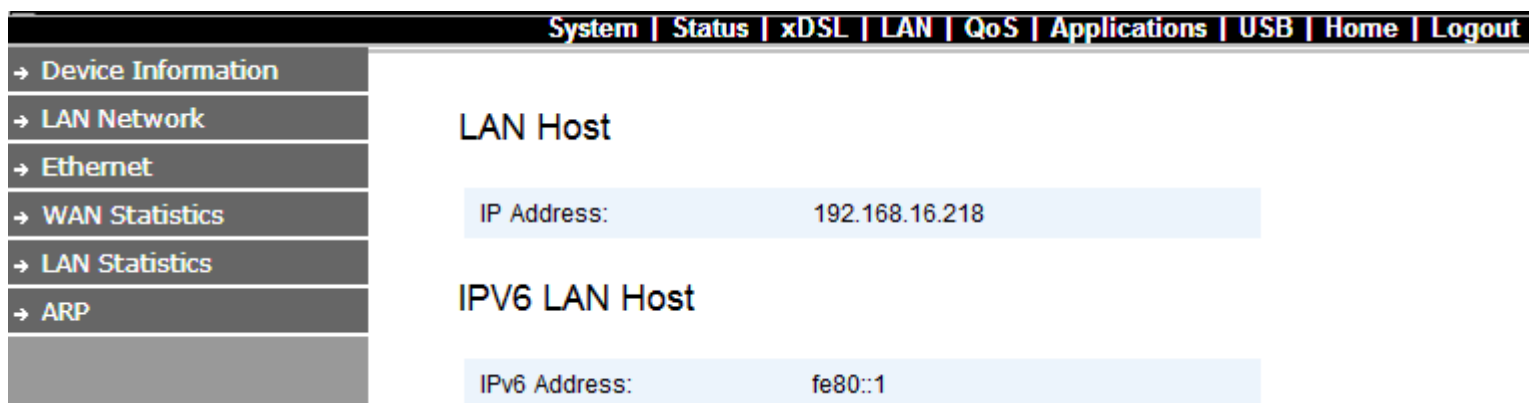 System | Status | xDSL | LAN | QoS | Applications | USB | Home | Logout
→ Device Information
→ LAN Network
→ Ethernet
→ WAN Statistics
→ LAN Statistics
→ ARP
LAN Host
IP Address: 192.168.16.218
IPV6 LAN Host
IPv6 Address: fe80::1